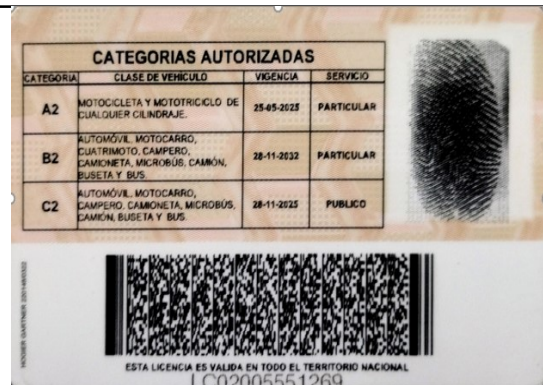 CATEGORIAS AUTORIZADAS
CATEGORIA CLASE DE VEHICULO VIGENCIA SERVICIO
A2 MOTOCICLETA Y MOTOTRICICLO DE CUALQUIER CILINDRAJE. 25-05-2025 PARTICULAR
B2 AUTOMÓVIL, MOTOCARRO, CUATRIMOTO, CAMPERO, CAMIONETA, MICROBÚS, CAMIÓN, BUSETA Y BUS. 28-11-2032 PARTICULAR
C2 AUTOMÓVIL, MOTOCARRO, CAMPERO, CAMIONETA, MICROBÚS, CAMIÓN, BUSETA Y BUS. 28-11-2025 PUBLICO
ESTA LICENCIA ES VALIDA EN TODO EL TERRITORIO NACIONAL
LC02005551269